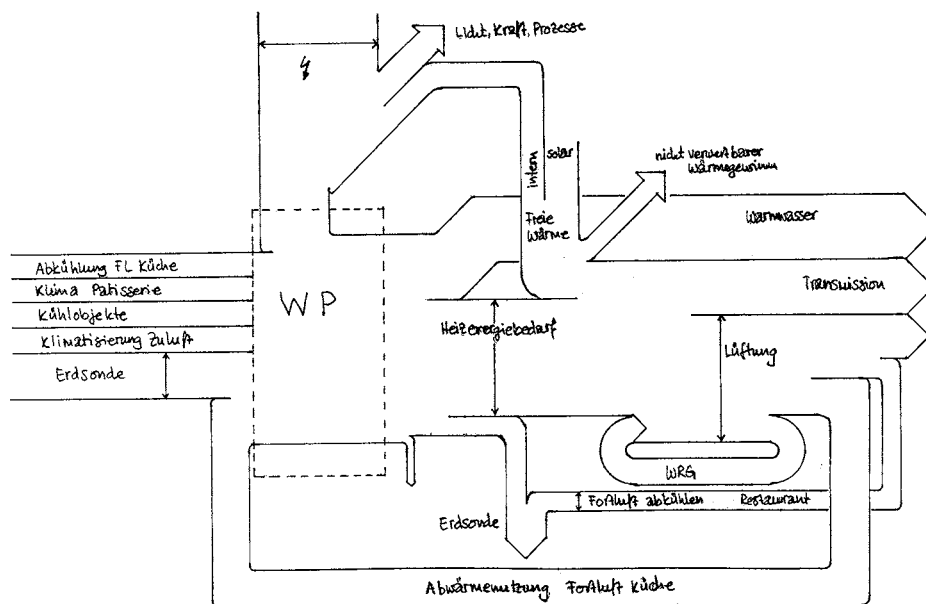 Licht, Kraft, Prozesse
intern
solar
nicht verwertbarer
Wärmegewinn
Freie
Wärme
Warmwasser
Abkühlung FL Küche
Klima Patisserie
Kühlobjekte
Klimatisierung Zuluft
Erdsonde
WP
Transmission
Heizenergiebedarf
Lüftung
WRG
Fortluft abkühlen Restaurant
Erdsonde
Abwärmenutzung Fortluft Küche